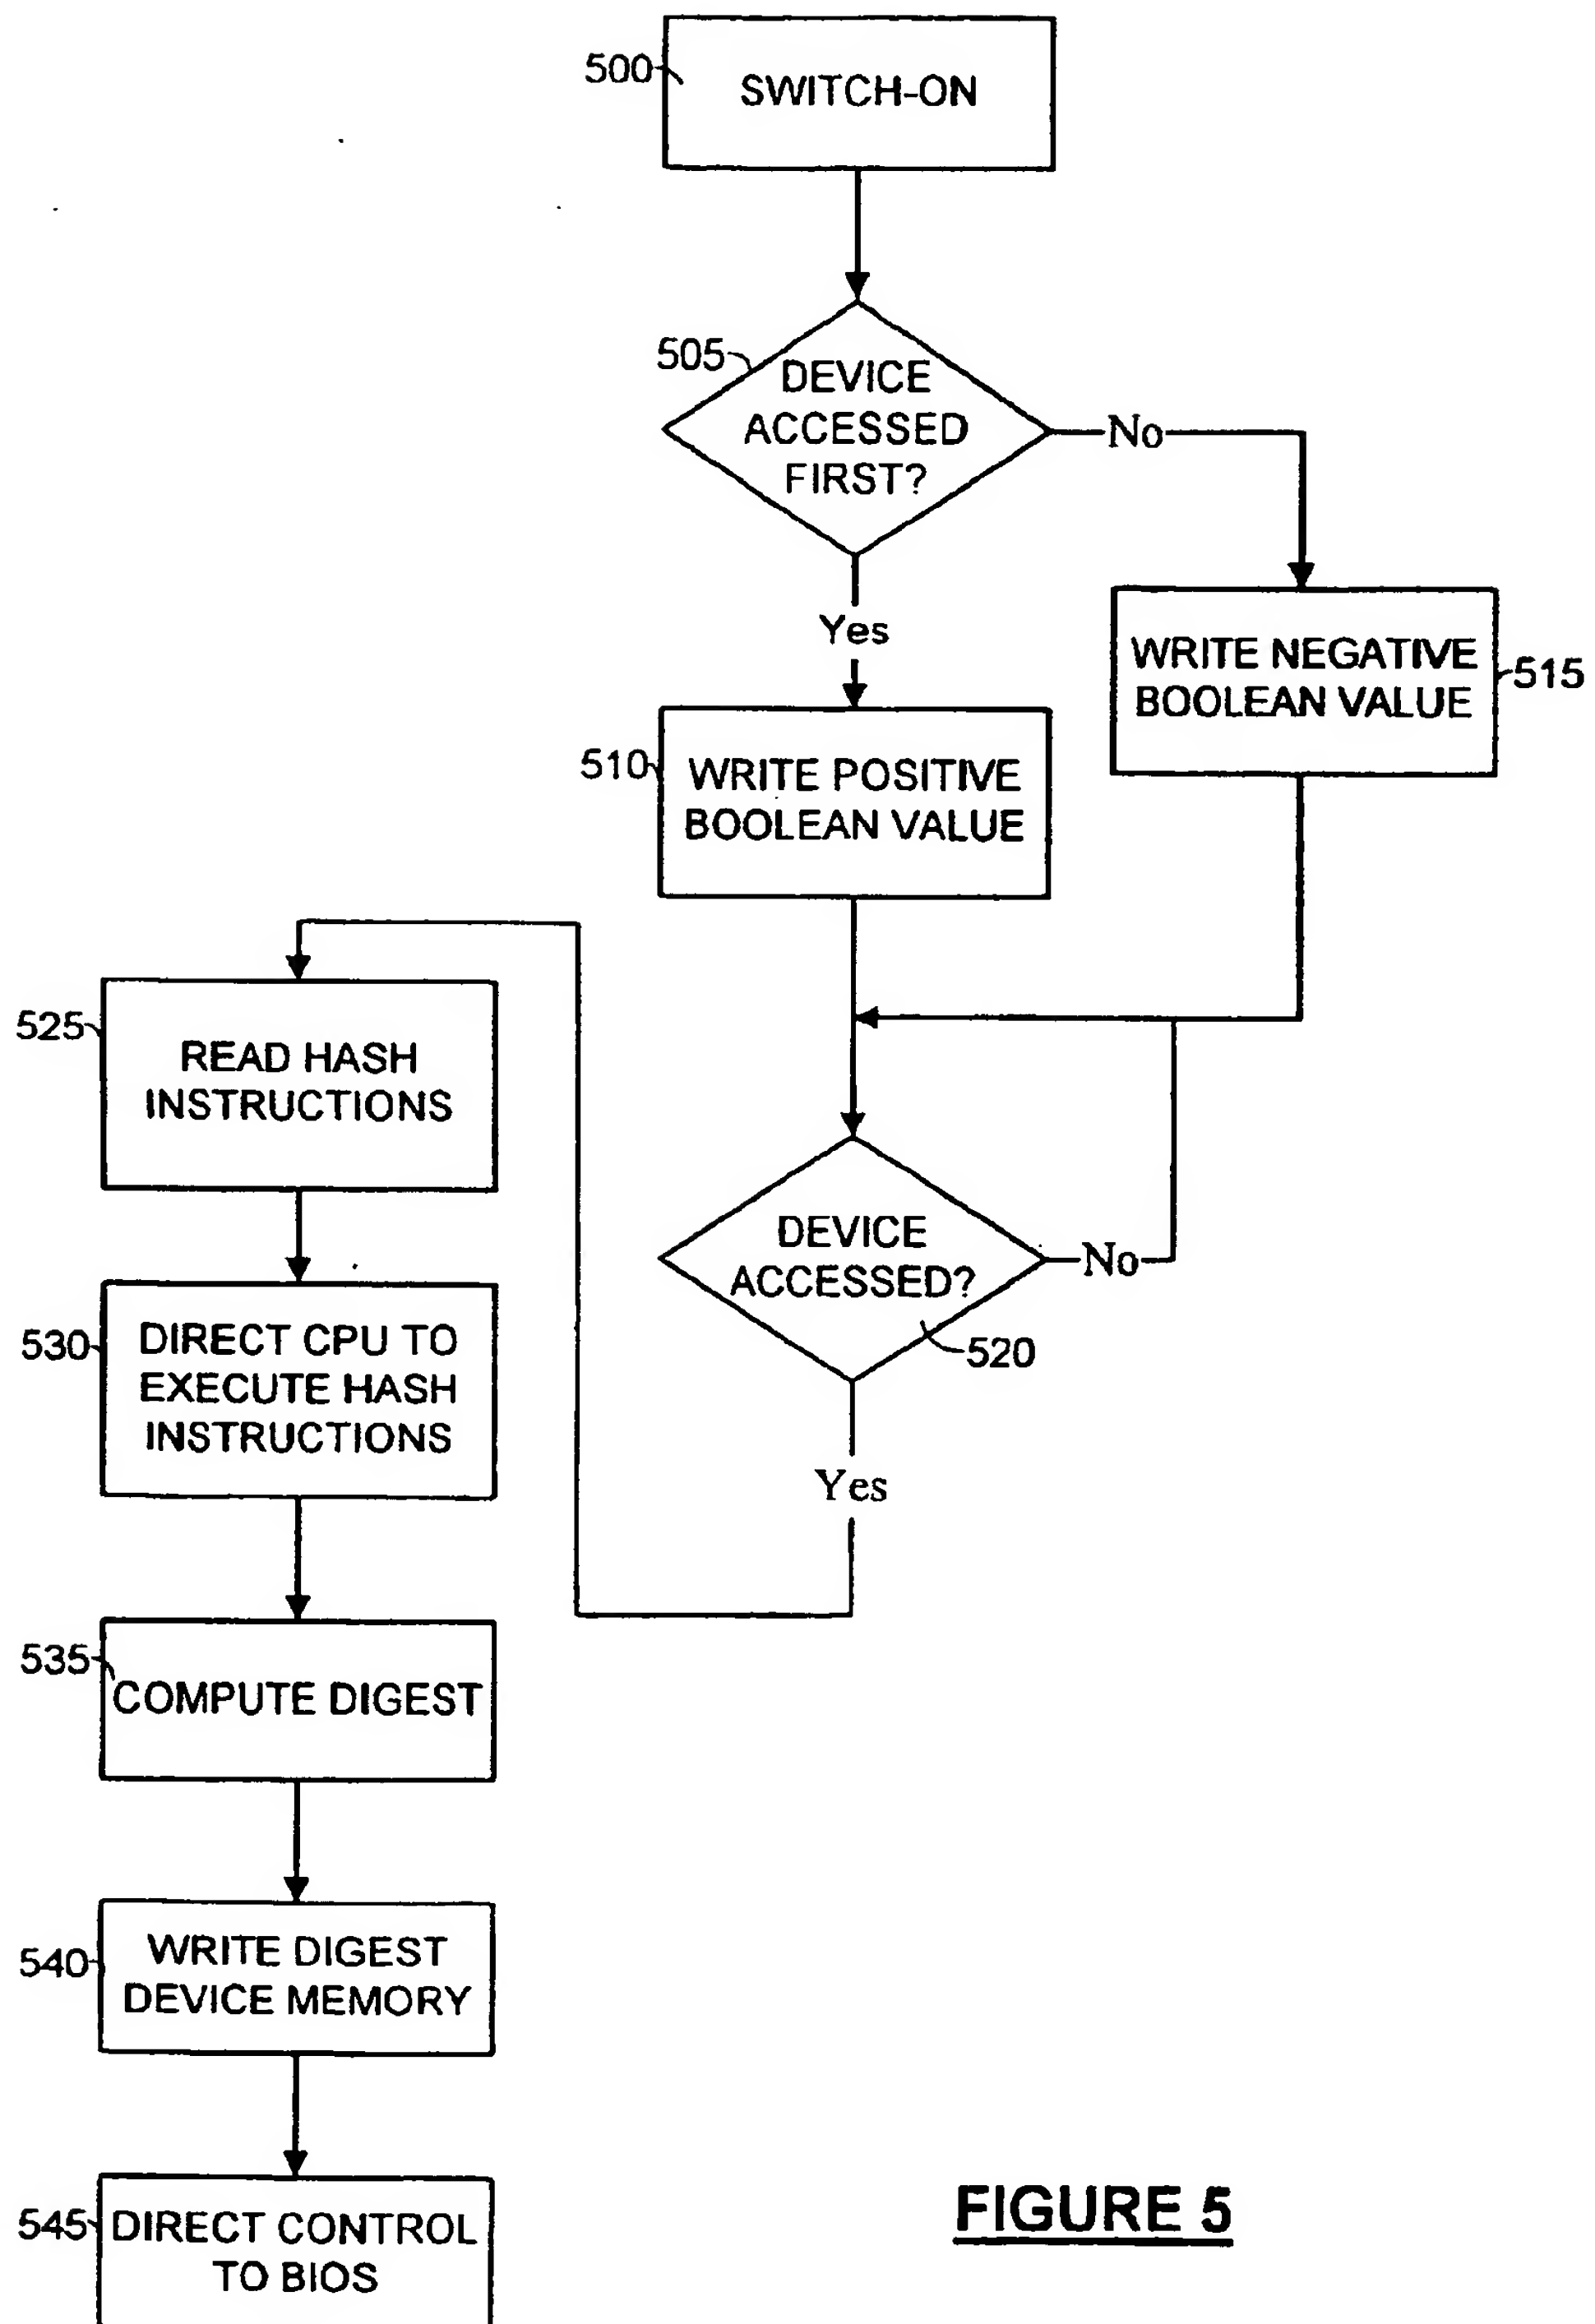 500
SWITCH-ON
505
DEVICE
ACCESSED
FIRST?
No
Yes
WRITE NEGATIVE
BOOLEAN VALUE
515
510
WRITE POSITIVE
BOOLEAN VALUE
525
READ HASH
INSTRUCTIONS
DEVICE
ACCESSED?
No
520
Yes
530
DIRECT CPU TO
EXECUTE HASH
INSTRUCTIONS
535
COMPUTE DIGEST
540
WRITE DIGEST
DEVICE MEMORY
545
DIRECT CONTROL
TO BIOS
FIGURE 5